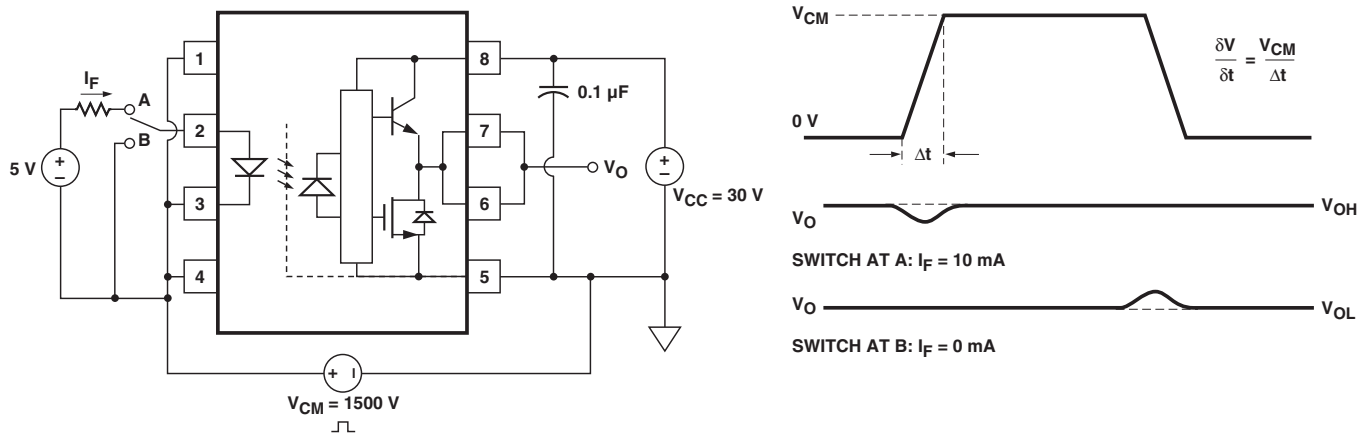 I_F
A
B
5 V
+
–
1
2
3
4
8
7
6
5
0.1 µF
V_O
+
–
V_CC = 30 V
+ –
V_CM = 1500 V
V_CM
0 V
Δt
δV/δt = V_CM/Δt
V_O
V_OH
SWITCH AT A: I_F = 10 mA
V_O
V_OL
SWITCH AT B: I_F = 0 mA